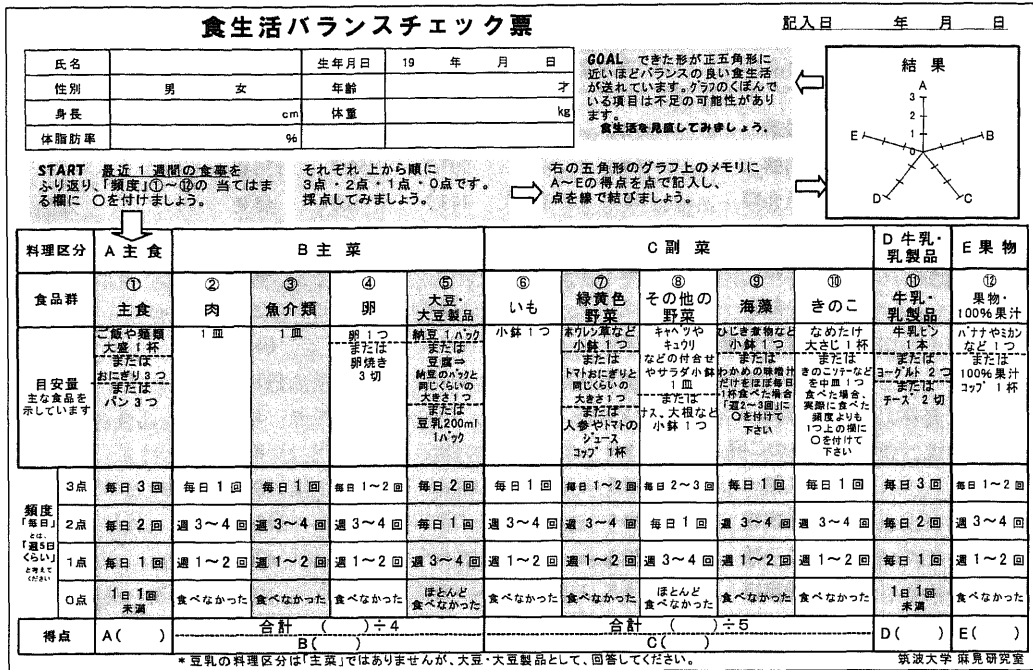 食生活バランスチェック票
記入日 年 月 日
氏名 生年月日 19 年 月 日
性別 男 女 年齢 才
身長 cm 体重 kg
体脂肪率 %
GOAL できた形が正五角形に
近いほどバランスの良い食生活
が送れています。グラフのくぼんで
いる項目は不足の可能性があり
ます。
食生活を見直してみましょう。
結果
A
3
2
1
0
E
B
D
C
START 最近1週間の食事を
ふり返り、「頻度」①〜⑫の 当てはま
る欄に ○を付けましょう。
それぞれ 上から順に
3点・2点・1点・0点です。
採点してみましょう。
右の五角形のグラフ上のメモリに
A〜Eの得点を点で記入し、
点を線で結びましょう。
料理区分 A 主食 B 主菜 C 副菜 D 牛乳・乳製品 E 果物
食品群
① 主食
② 肉
③ 魚介類
④ 卵
⑤ 大豆・大豆製品
⑥ いも
⑦ 緑黄色野菜
⑧ その他の野菜
⑨ 海藻
⑩ きのこ
⑪ 牛乳・乳製品
⑫ 果物・100%果汁
目安量
主な食品を
示しています
ご飯や麺類
大盛1杯
または
おにぎり3つ
または
パン3つ
1皿
1皿
卵1つ
または
卵焼き
3切
納豆1パック
または
豆腐⇒
納豆のパックと
同じくらいの
大きさ1つ
または
豆乳200ml
1パック
小鉢1つ
ホウレン草など
小鉢1つ
または
トマトおにぎりと
同じくらいの
大きさ1つ
または
人参やトマトの
ジュース
コップ1杯
キャベツや
キュウリ
などの付合せ
やサラダ小鉢
1皿
または
ナス、大根など
小鉢1つ
ひじき煮物など
小鉢1つ
または
わかめの味噌汁
だけをほぼ毎日
1杯食べた場合
「週2〜3回」に
○を付けて
下さい
なめたけ
大さじ1杯
または
きのこソテーなど
を中皿1つ
食べた場合、
実際に食べた
頻度よりも
1つ上の欄に
○を付けて
下さい
牛乳ビン
1本
または
ヨーグルト2つ
または
チーズ2切
バナナやミカン
など1つ
または
100%果汁
コップ1杯
頻度
「毎日」
とは、
「週5日
くらい」
と考えて
ください
3点 毎日3回 毎日1回 毎日1回 毎日1〜2回 毎日2回 毎日1回 毎日1〜2回 毎日2〜3回 毎日1回 毎日1回 毎日3回 毎日1〜2回
2点 毎日2回 週3〜4回 週3〜4回 週3〜4回 毎日1回 週3〜4回 週3〜4回 毎日1回 週3〜4回 週3〜4回 毎日2回 週3〜4回
1点 毎日1回 週1〜2回 週1〜2回 週1〜2回 週3〜4回 週1〜2回 週1〜2回 週3〜4回 週1〜2回 週1〜2回 毎日1回 週1〜2回
0点 1日1回未満 食べなかった 食べなかった 食べなかった ほとんど食べなかった 食べなかった 食べなかった ほとんど食べなかった 食べなかった 食べなかった 1日1回未満 食べなかった
得点 A( ) 合計 ( )÷4 合計 ( )÷5 D( ) E( )
B( ) C( )
*豆乳の料理区分は「主菜」ではありませんが、大豆・大豆製品として、回答してください。
筑波大学 麻見研究室